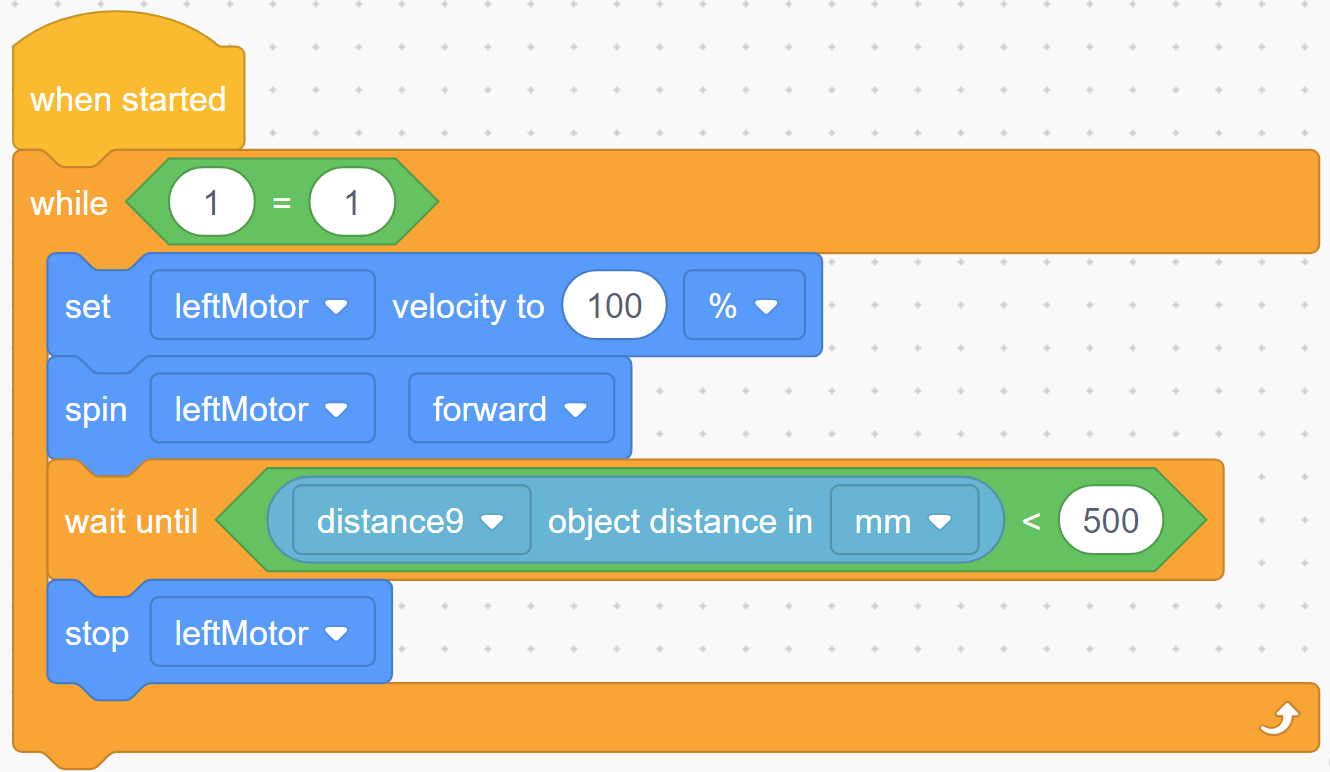 when started
while 1 = 1
set leftMotor velocity to 100 %
spin leftMotor forward
wait until distance9 object distance in mm < 500
stop leftMotor